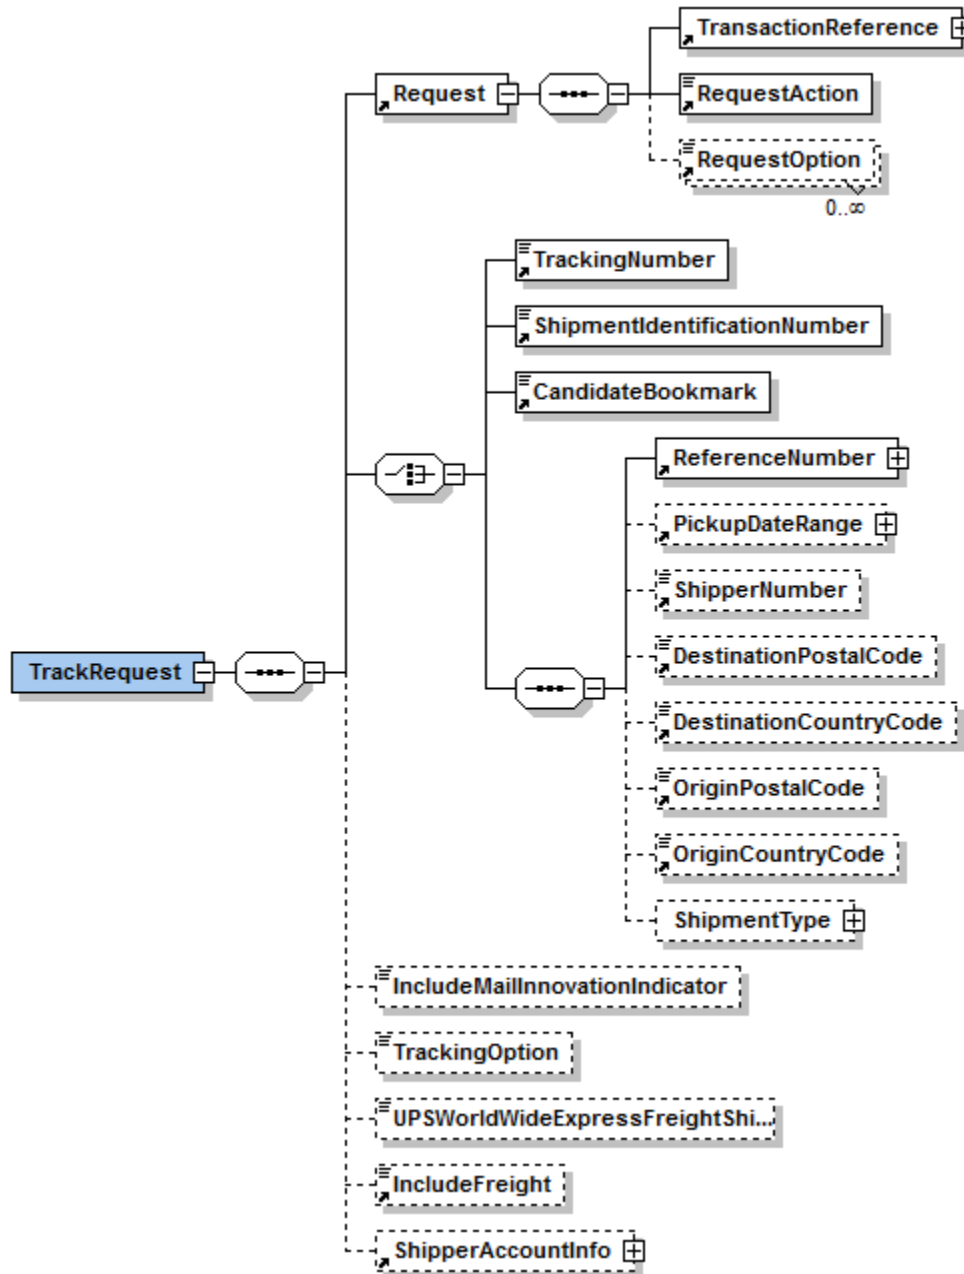 TransactionReference
Request
RequestAction
RequestOption
0..∞
TrackingNumber
ShipmentIdentificationNumber
CandidateBookmark
ReferenceNumber
PickupDateRange
ShipperNumber
TrackRequest
DestinationPostalCode
DestinationCountryCode
OriginPostalCode
OriginCountryCode
ShipmentType
IncludeMailInnovationIndicator
TrackingOption
UPSWorldWideExpressFreightShi...
IncludeFreight
ShipperAccountInfo